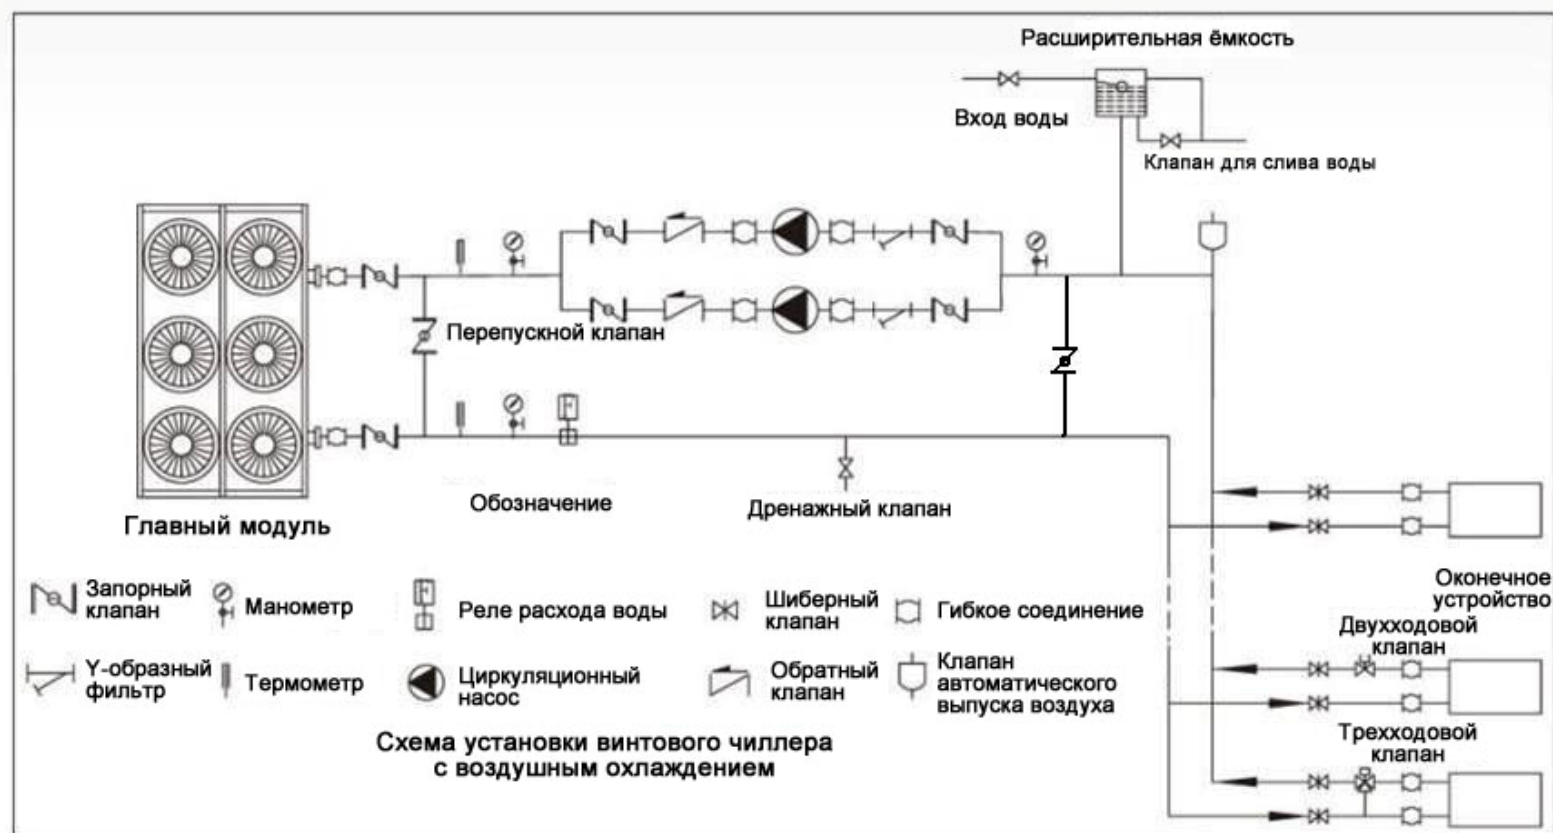 Расширительная ёмкость
Вход воды
Клапан для слива воды
Перепускной клапан
Главный модуль
Обозначение
Дренажный клапан
Запорный
клапан
Манометр
Реле расхода воды
Шиберный
клапан
Гибкое соединение
Оконечное
устройство
Двухходовой
клапан
Y-образный
фильтр
Термометр
Циркуляционный
насос
Обратный
клапан
Клапан
автоматического
выпуска воздуха
Трехходовой
клапан
Схема установки винтового чиллера
с воздушным охлаждением